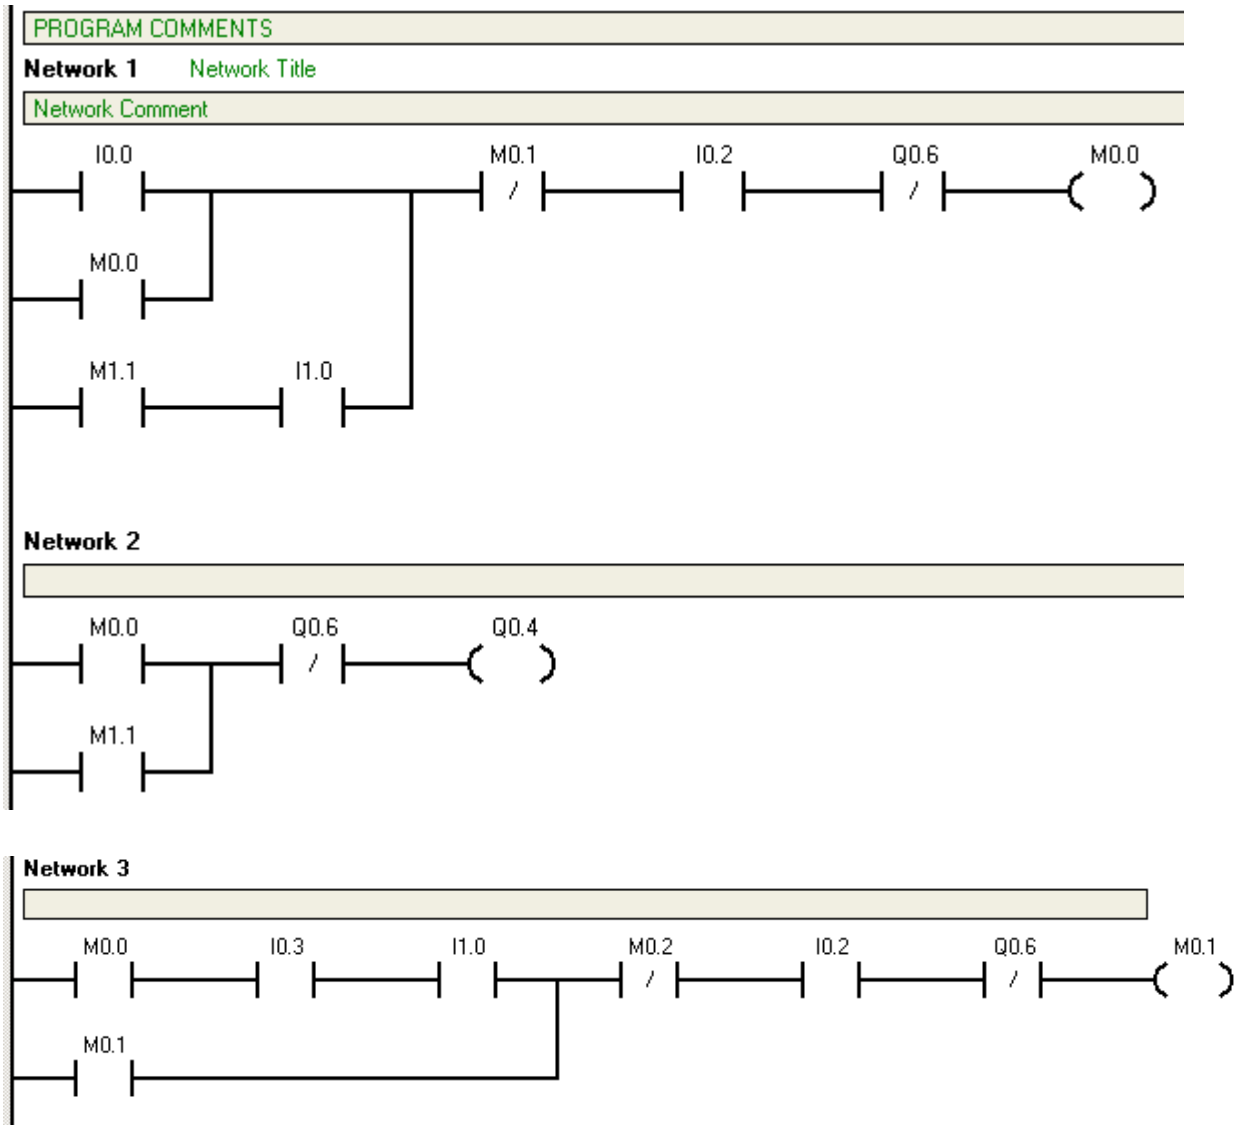 PROGRAM COMMENTS
Network 1 Network Title
Network Comment
I0.0 M0.1 I0.2 Q0.6 M0.0
/ /
M0.0
M1.1 I1.0
Network 2
M0.0 Q0.6 Q0.4
/
M1.1
Network 3
M0.0 I0.3 I1.0 M0.2 I0.2 Q0.6 M0.1
/ /
M0.1